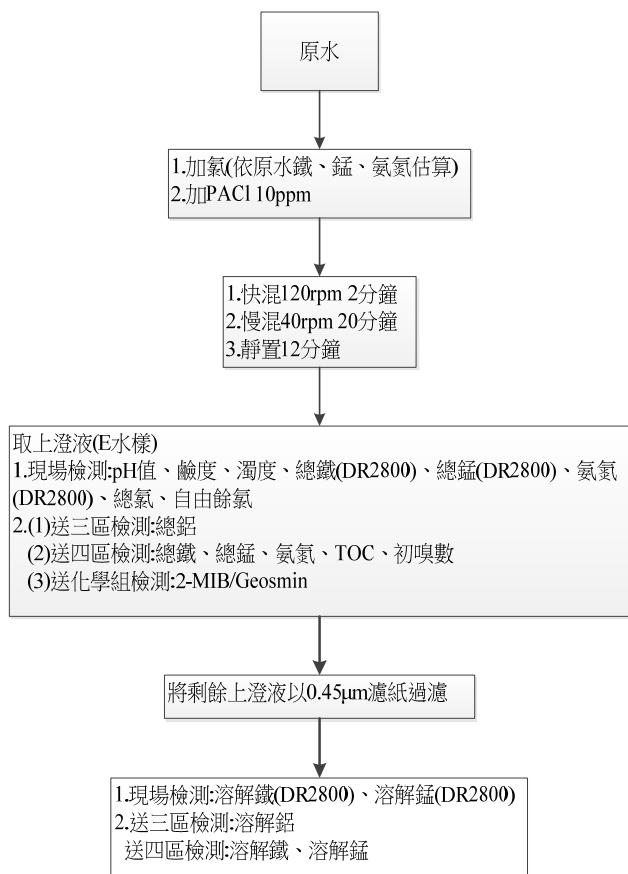 原水
1.加氯(依原水鐵、錳、氨氮估算)
2.加PACl 10ppm
1.快混120rpm 2分鐘
2.慢混40rpm 20分鐘
3.靜置12分鐘
取上澄液(E水樣)
1.現場檢測:pH值、鹼度、濁度、總鐵(DR2800)、總錳(DR2800)、氨氮
(DR2800)、總氯、自由餘氯
2.(1)送三區檢測:總鋁
(2)送四區檢測:總鐵、總錳、氨氮、TOC、初嗅數
(3)送化學組檢測:2-MIB/Geosmin
將剩餘上澄液以0.45μm濾紙過濾
1.現場檢測:溶解鐵(DR2800)、溶解錳(DR2800)
2.送三區檢測:溶解鋁
送四區檢測:溶解鐵、溶解錳